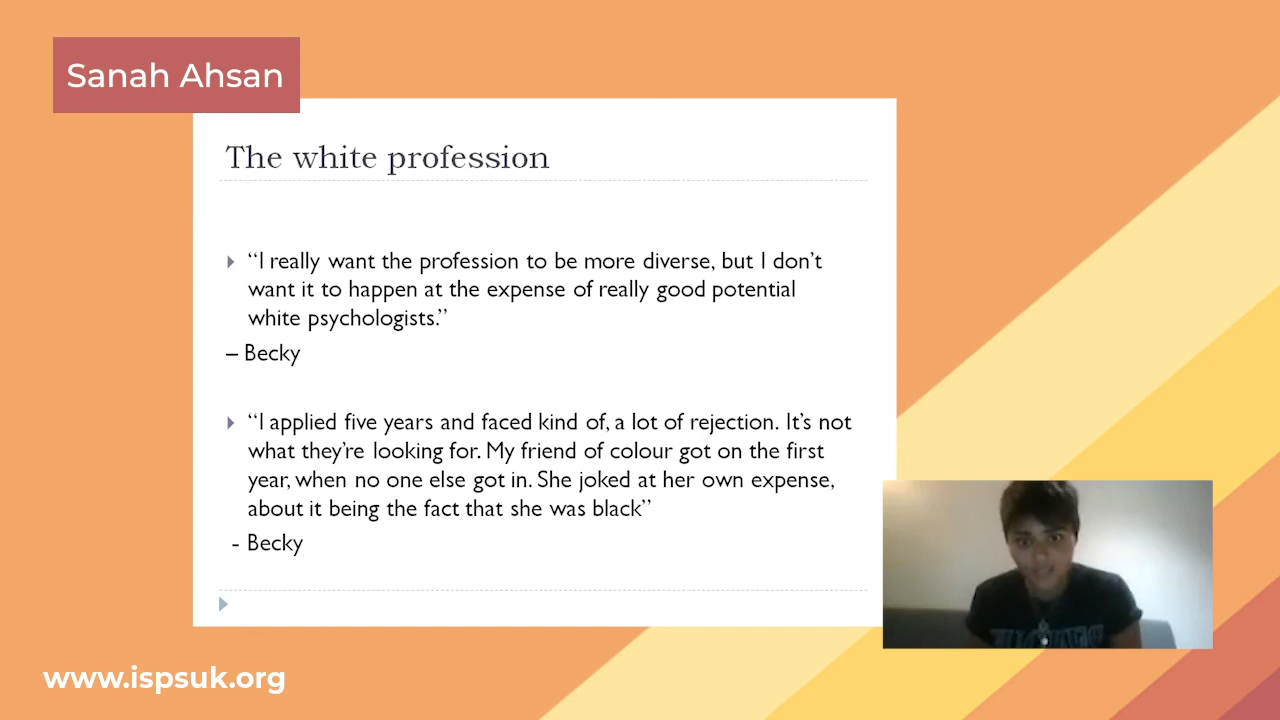 Sanah Ahsan
The white profession
“I really want the profession to be more diverse, but I don’t
want it to happen at the expense of really good potential
white psychologists.”
– Becky
“I applied five years and faced kind of, a lot of rejection. It’s not
what they’re looking for. My friend of colour got on the first
year, when no one else got in. She joked at her own expense,
about it being the fact that she was black”
- Becky
www.ispsuk.org